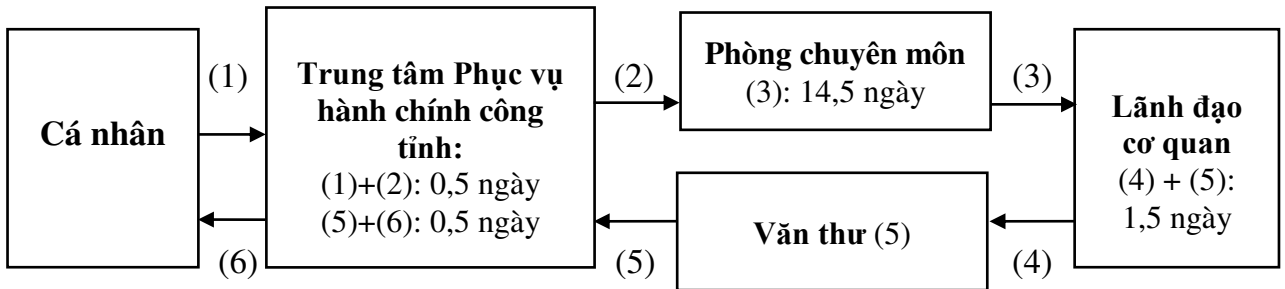 Cá nhân
(1)
(6)
Trung tâm Phục vụ
hành chính công
tỉnh:
(1)+(2): 0,5 ngày
(5)+(6): 0,5 ngày
(2)
(5)
Phòng chuyên môn
(3): 14,5 ngày
Văn thư (5)
(3)
(4)
Lãnh đạo
cơ quan
(4) + (5):
1,5 ngày